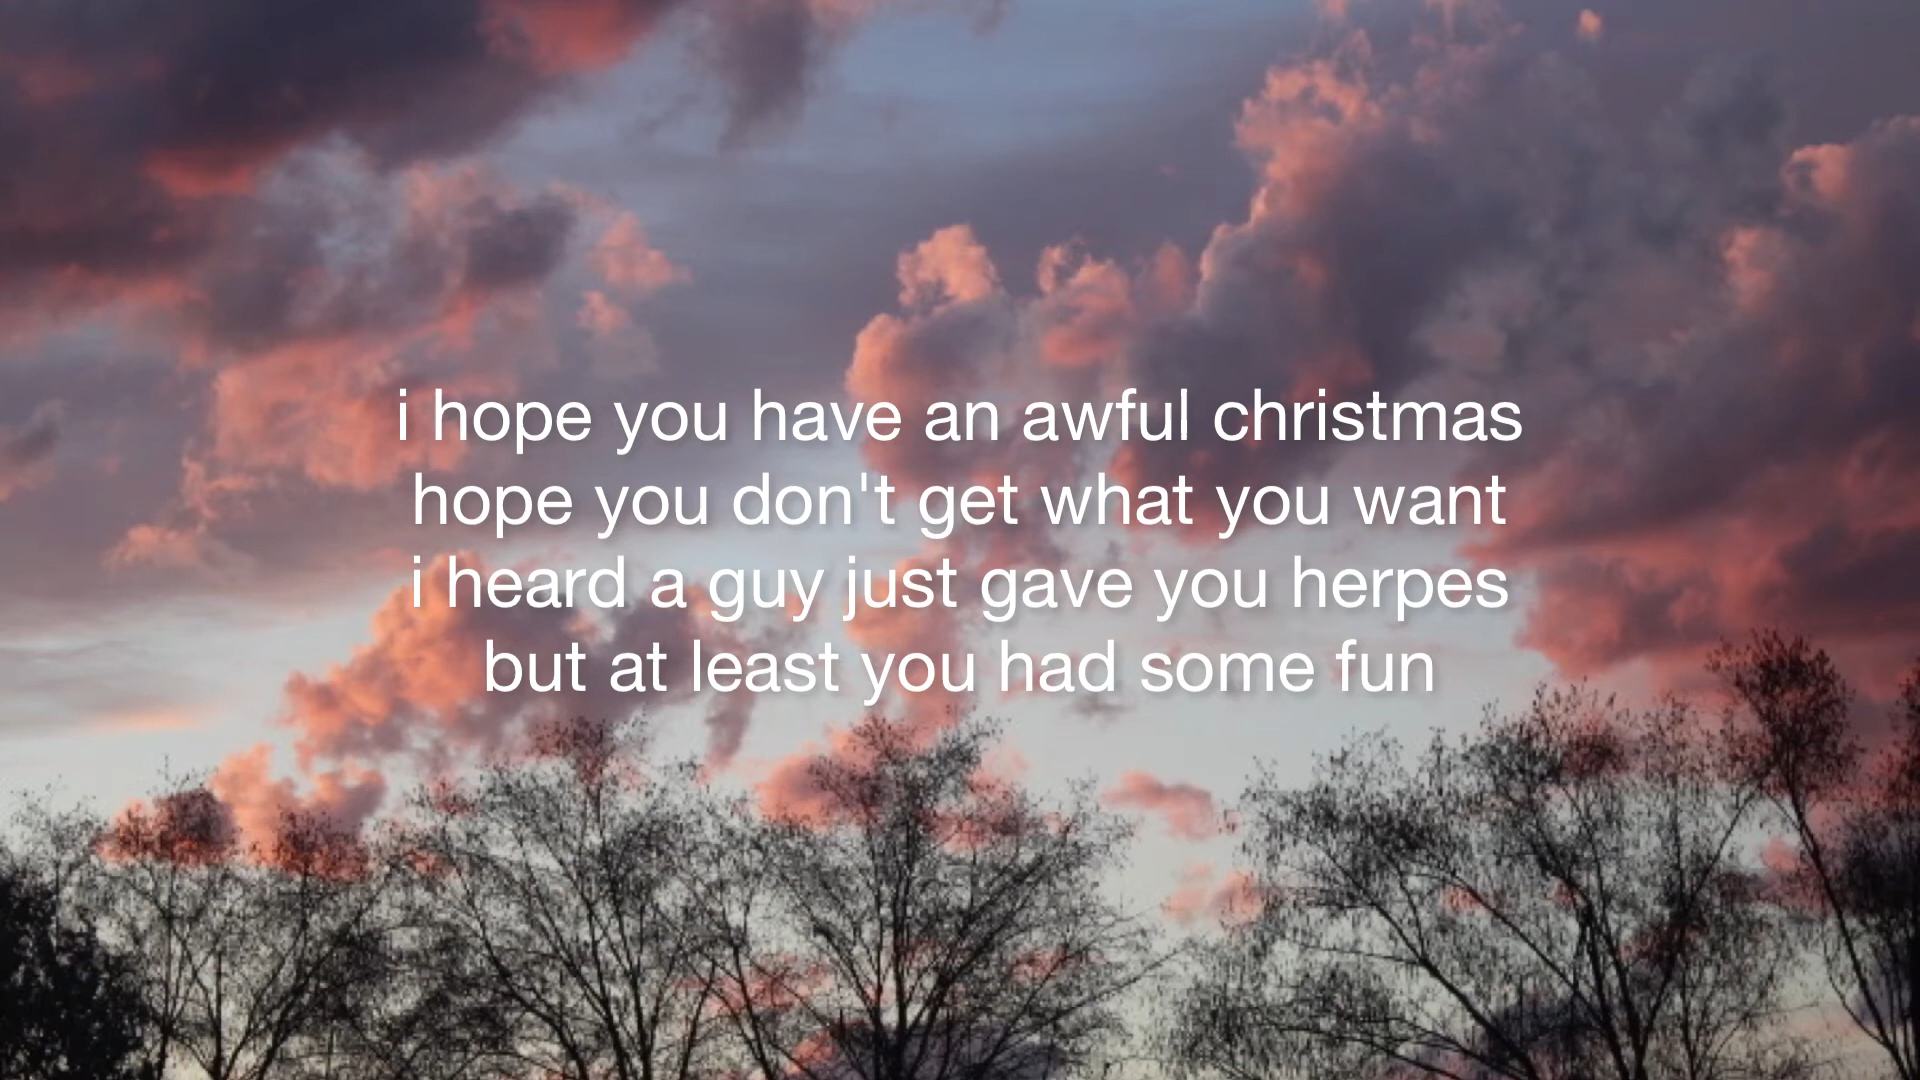 i hope you have an awful christmas
hope you don't get what you want
i heard a guy just gave you herpes
but at least you had some fun